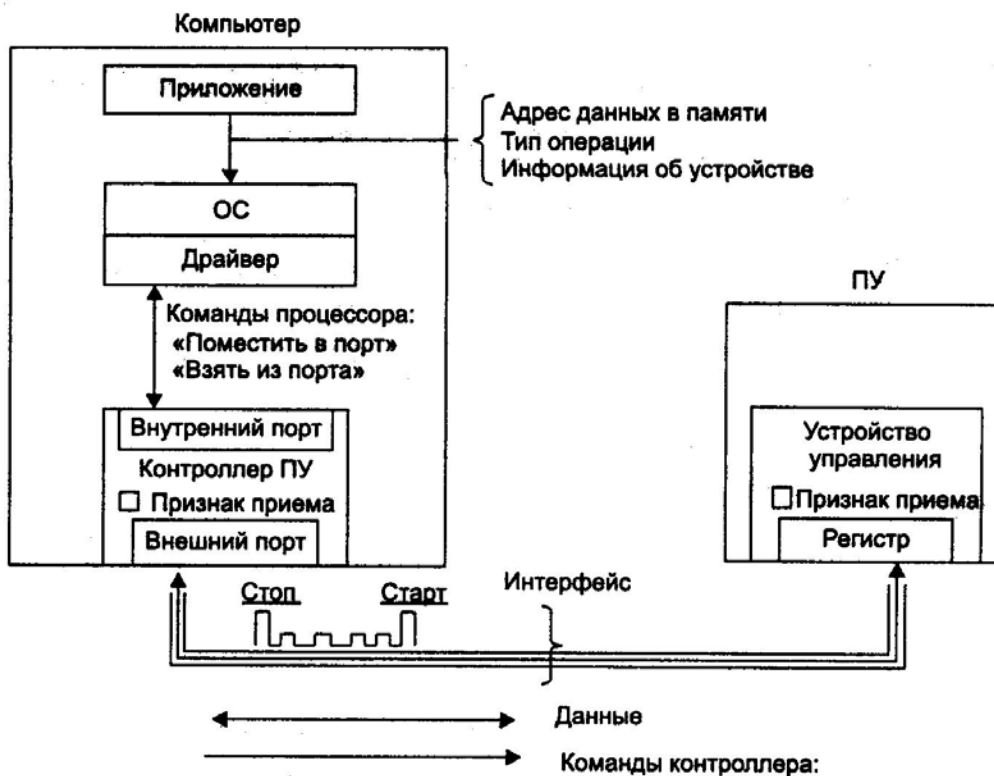 Компьютер
Приложение
Адрес данных в памяти
Тип операции
Информация об устройстве
ОС
Драйвер
ПУ
Команды процессора:
«Поместить в порт»
«Взять из порта»
Внутренний порт
Контроллер ПУ
Признак приема
Внешний порт
Устройство
управления
Признак приема
Регистр
Стоп
Старт
Интерфейс
Данные
Команды контроллера: